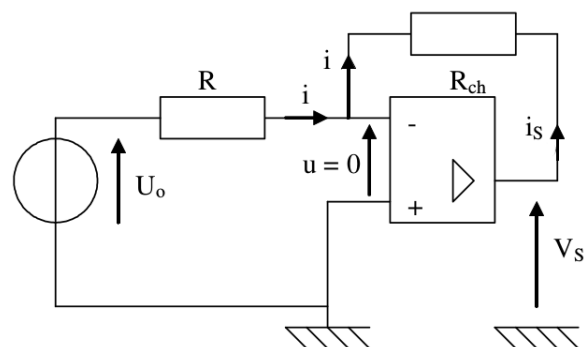 i
R
i
R_ch
-
i_S
u = 0
U_o
+
V_S